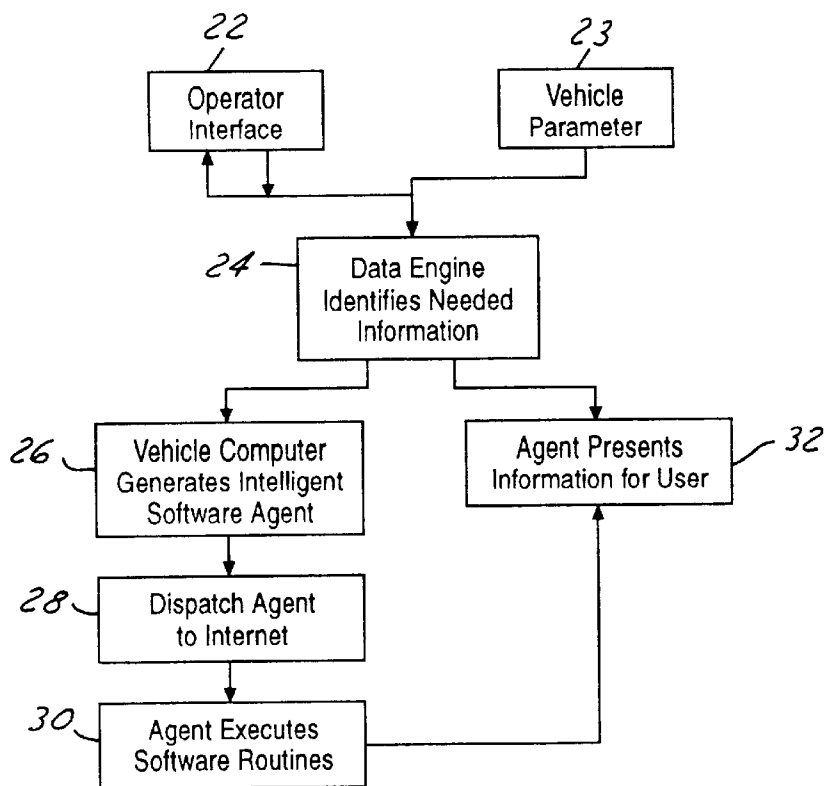 22
Operator
Interface
23
Vehicle
Parameter
24
Data Engine
Identifies Needed
Information
26
Vehicle Computer
Generates Intelligent
Software Agent
Agent Presents
Information for User
32
28
Dispatch Agent
to Internet
30
Agent Executes
Software Routines